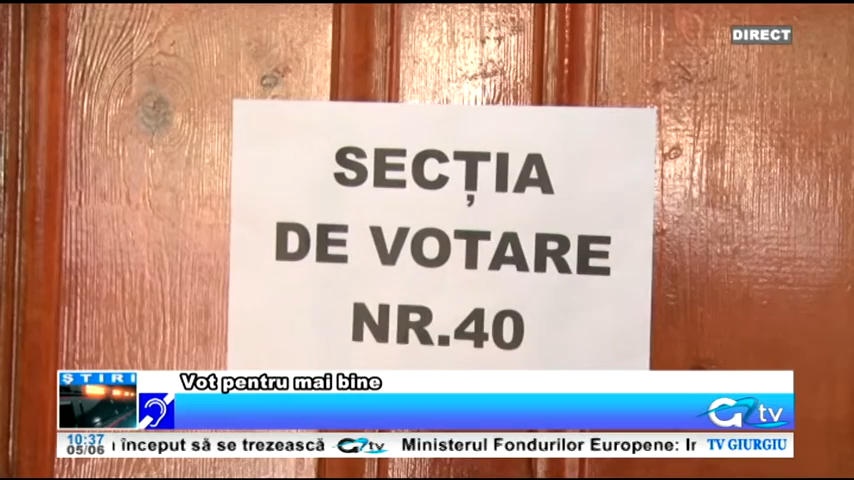 DIRECT
SECȚIA
DE VOTARE
NR.40
ȘTIRI
Vot pentru mai bine
G tv
10:37
05/06
început să se trezească G tv Ministerul Fondurilor Europene:
TV GIURGIU